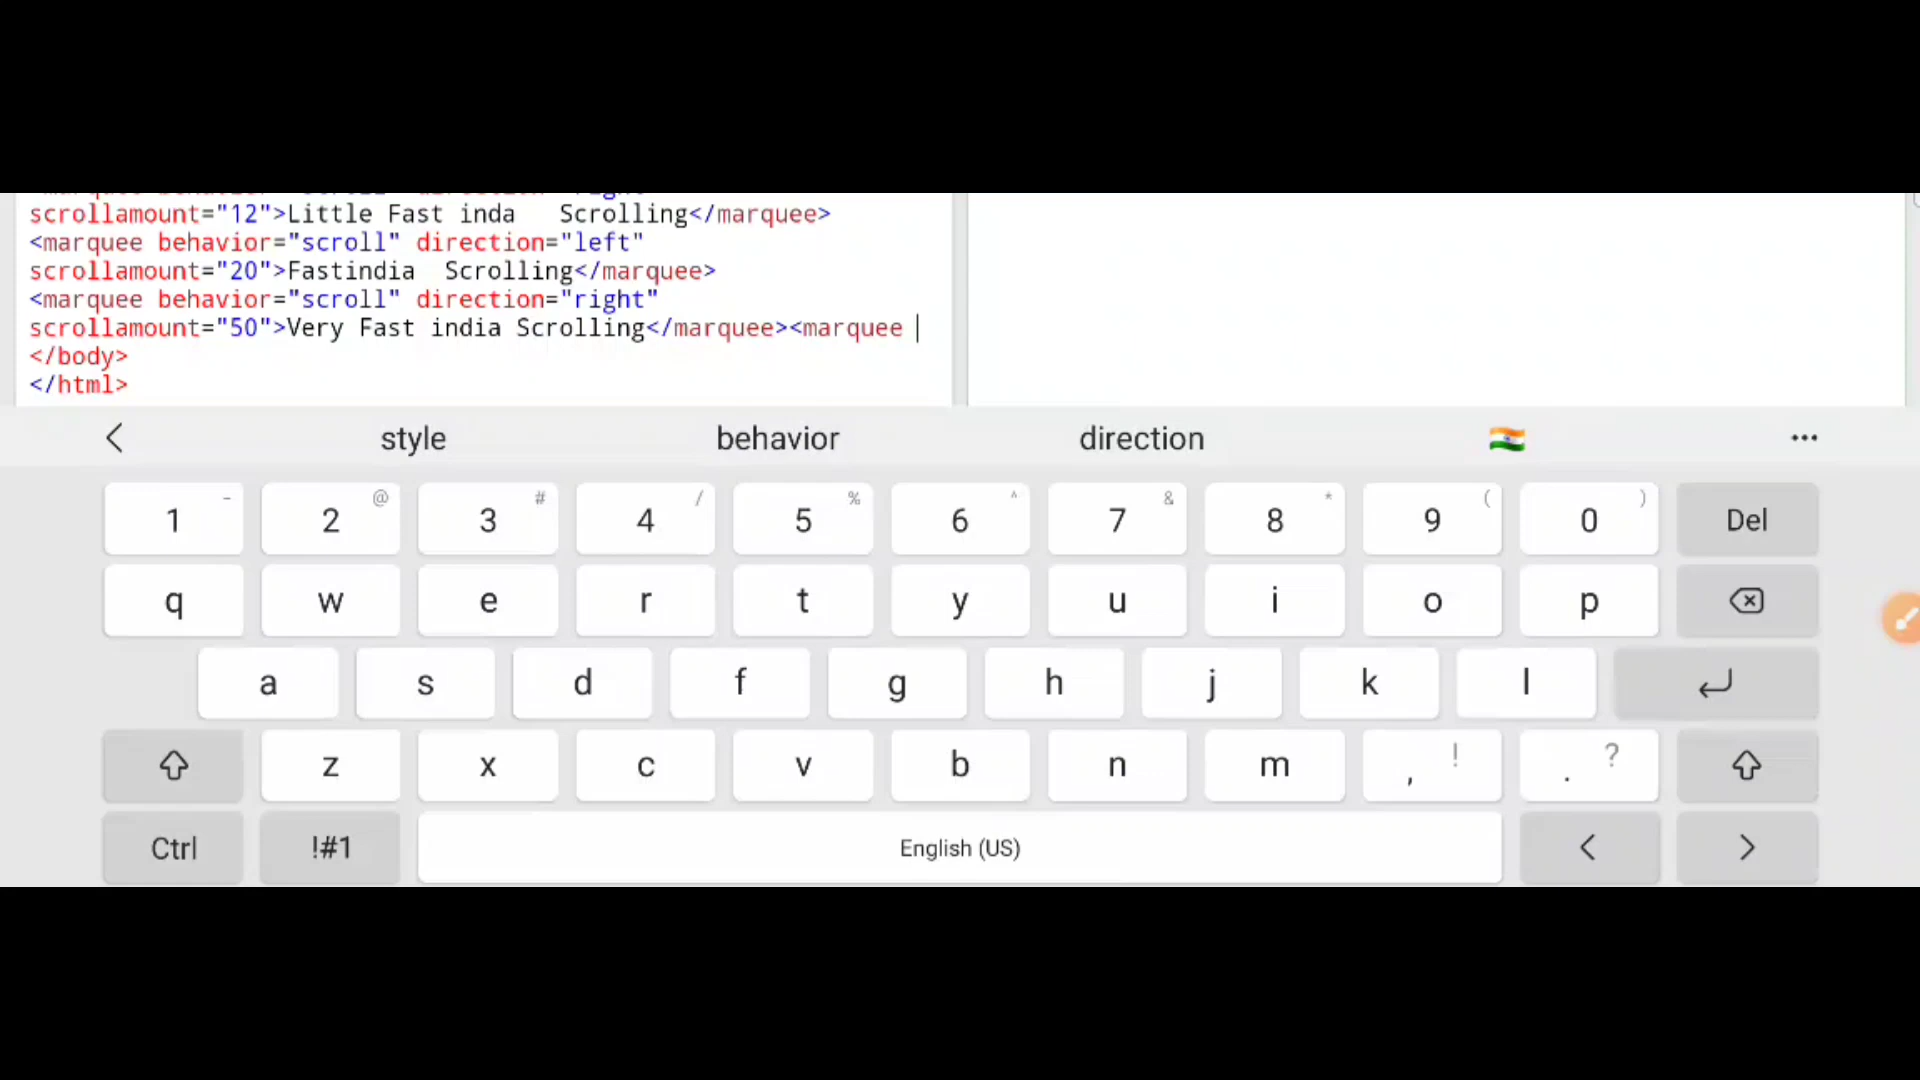 scrollamount="12">Little Fast inda   Scrolling</marquee>
<marquee behavior="scroll" direction="left"
scrollamount="20">Fastindia  Scrolling</marquee>
<marquee behavior="scroll" direction="right"
scrollamount="50">Very Fast india Scrolling</marquee><marquee
</body>
</html>
style behavior direction
1 - 2 @ 3 # 4 / 5 % 6 ^ 7 & 8 * 9 ( 0 ) Del
q w e r t y u i o p
a s d f g h j k l
z x c v b n m , ! . ?
Ctrl !#1 English (US) < >